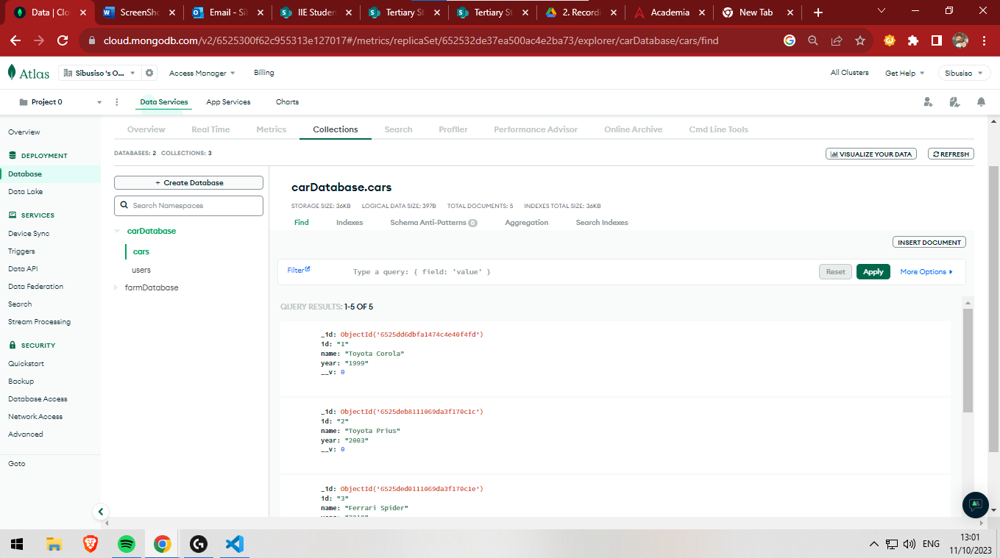 Data | Clo
ScreenSho
Email - Sib
IIE Studen
Tertiary St
Tertiary St
2. Recordi
Academia
New Tab
cloud.mongodb.com/v2/6525300f62c955313e127017#/metrics/replicaSet/652532de37ea500ac4e2ba73/explorer/carDatabase/cars/find
Atlas
Sibusiso 's O...
Access Manager
Billing
All Clusters
Get Help
Sibusiso
Project 0
Data Services
App Services
Charts
Overview
DEPLOYMENT
Database
Data Lake
SERVICES
Device Sync
Triggers
Data API
Data Federation
Search
Stream Processing
SECURITY
Quickstart
Backup
Database Access
Network Access
Advanced
Goto
Overview
Real Time
Metrics
Collections
Search
Profiler
Performance Advisor
Online Archive
Cmd Line Tools
DATABASES: 2 COLLECTIONS: 3
VISUALIZE YOUR DATA
REFRESH
+ Create Database
Search Namespaces
carDatabase
cars
users
farmDatabase
carDatabase.cars
STORAGE SIZE: 36KB LOGICAL DATA SIZE: 397B TOTAL DOCUMENTS: 5 INDEXES TOTAL SIZE: 36KB
Find
Indexes
Schema Anti-Patterns 0
Aggregation
Search Indexes
INSERT DOCUMENT
Filter
Type a query: { field: 'value' }
Reset
Apply
More Options
QUERY RESULTS: 1-5 OF 5
_id: ObjectId('6525dd6dbfa1474c4e40f4fd')
id: "1"
name: "Toyota Corola"
year: "1999"
__v: 0
_id: ObjectId('6525deb8111069da3f170c1c')
id: "2"
name: "Toyota Prius"
year: "2003"
__v: 0
_id: ObjectId('6525ded0111069da3f170c1e')
id: "3"
name: "Ferrari Spider"
ENG
13:01
11/10/2023